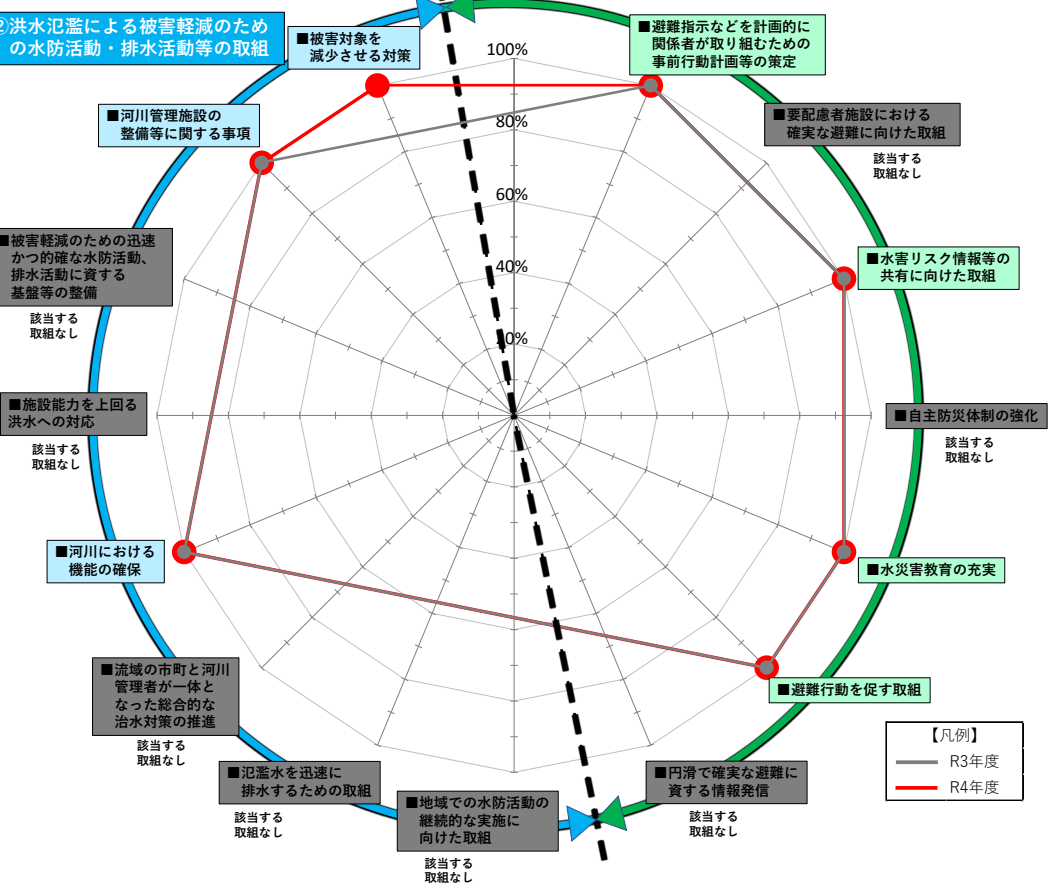 ②洪水氾濫による被害軽減のため
の水防活動・排水活動等の取組
■被害対象を
減少させる対策
■避難指示などを計画的に
関係者が取り組むための
事前行動計画等の策定
■河川管理施設の
整備等に関する事項
■要配慮者施設における
確実な避難に向けた取組
該当する
取組なし
100%
80%
60%
40%
20%
■被害軽減のための迅速
かつ的確な水防活動、
排水活動に資する
基盤等の整備
該当する
取組なし
■水害リスク情報等の
共有に向けた取組
■施設能力を上回る
洪水への対応
該当する
取組なし
■自主防災体制の強化
該当する
取組なし
■河川における
機能の確保
■水災害教育の充実
■流域の市町と河川
管理者が一体と
なった総合的な
治水対策の推進
該当する
取組なし
■避難行動を促す取組
■氾濫水を迅速に
排水するための取組
該当する
取組なし
■地域での水防活動の
継続的な実施に
向けた取組
該当する
取組なし
■円滑で確実な避難に
資する情報発信
該当する
取組なし
【凡例】
R3年度
R4年度